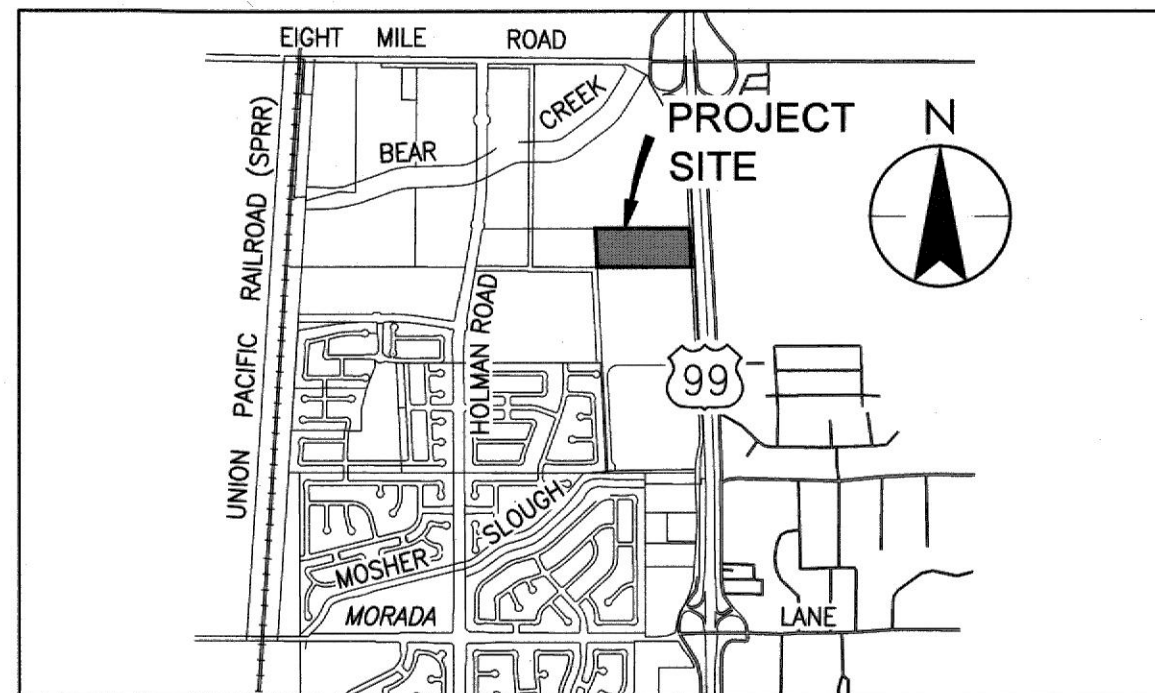 EIGHT MILE ROAD
CREEK
BEAR
PROJECT
SITE
N
UNION PACIFIC RAILROAD (SPRR)
HOLMAN ROAD
99
SLOUGH
MOSHER
MORADA
LANE